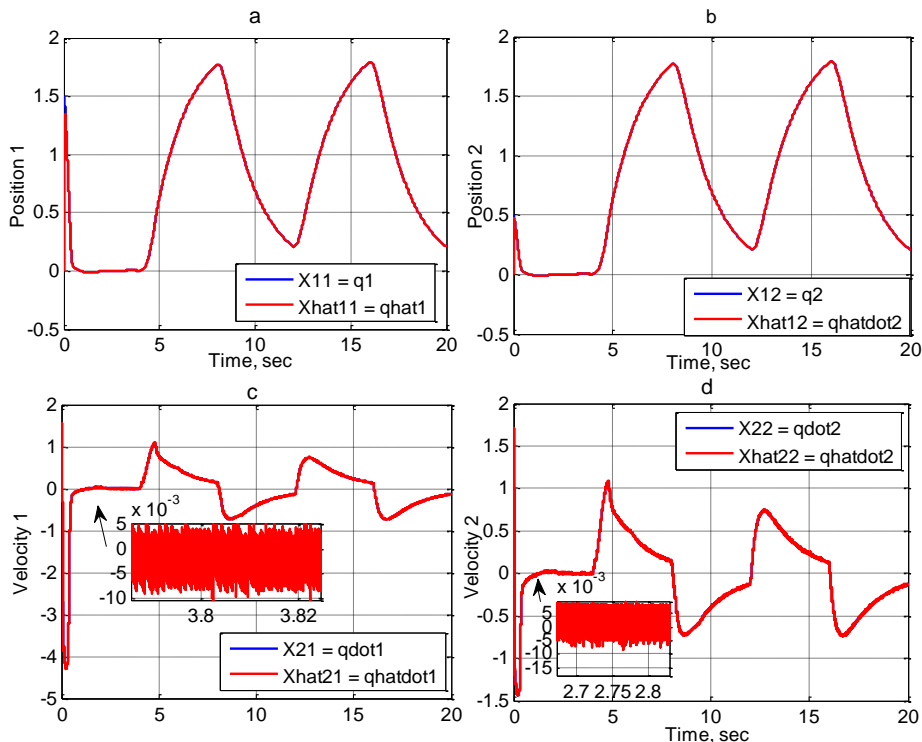 a
2
1.5
1
0.5
0
-0.5
Position 1
X11 = q1
Xhat11 = qhat1
0 5 10 15 20
Time, sec
b
2
1.5
1
0.5
0
-0.5
Position 2
X12 = q2
Xhat12 = qhatdot2
0 5 10 15 20
Time, sec
c
2
1
0
-1
-2
-3
-4
-5
Velocity 1
x 10-3
5
0
-5
-10
3.8 3.82
X21 = qdot1
Xhat21 = qhatdot1
0 5 10 15 20
d
2
1.5
1
0.5
0
-0.5
-1
-1.5
Velocity 2
X22 = qdot2
Xhat22 = qhatdot2
x 10-3
5
0
-5
-10
-15
2.7 2.75 2.8
0 5 10 15 20
Time, sec